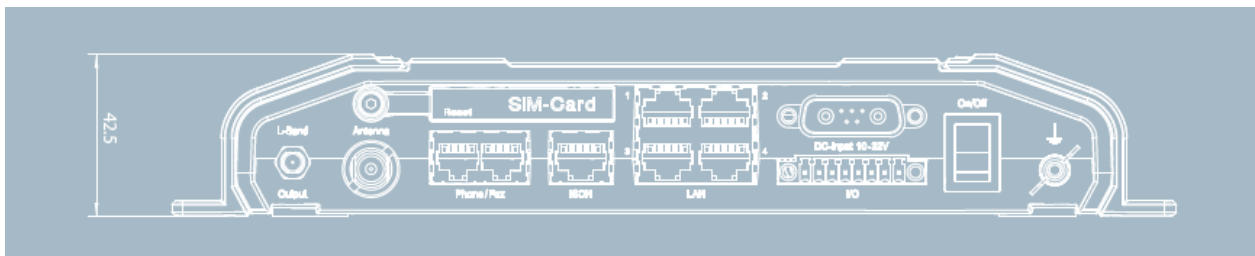 42.5
L-Band
Output
Antenna
Reset
SIM-Card
Phone/Fax
ISDN
1
2
3
4
LAN
DC-Input 10-32V
I/O
On/Off